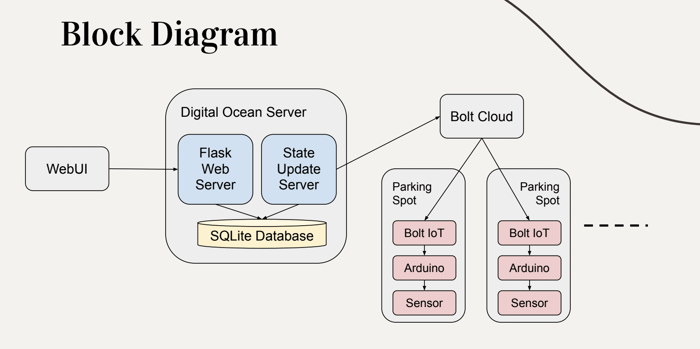 Block Diagram
Digital Ocean Server
Bolt Cloud
WebUI
Flask
Web
Server
State
Update
Server
SQLite Database
Parking
Spot
Bolt IoT
Arduino
Sensor
Parking
Spot
Bolt IoT
Arduino
Sensor